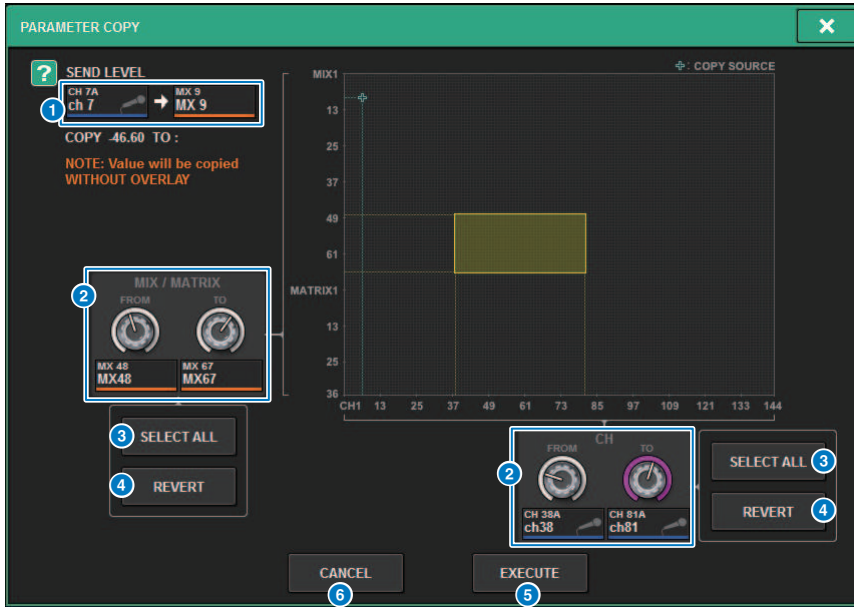 PARAMETER COPY
×
? SEND LEVEL
CH 7A MX 9
1 ch 7 → MX 9
COPY -46.60 TO :
NOTE: Value will be copied
WITHOUT OVERLAY
: COPY SOURCE
MIX1
13
25
37
49
61
MATRIX1
13
25
36
CH1 13 25 37 49 61 73 85 97 109 121 133 144
2 MIX / MATRIX
FROM TO
MX 48 MX 67
MX48 MX67
3 SELECT ALL
4 REVERT
2 CH
FROM TO
CH 38A CH 81A
ch38 ch81
SELECT ALL 3
REVERT 4
CANCEL
6
EXECUTE
5